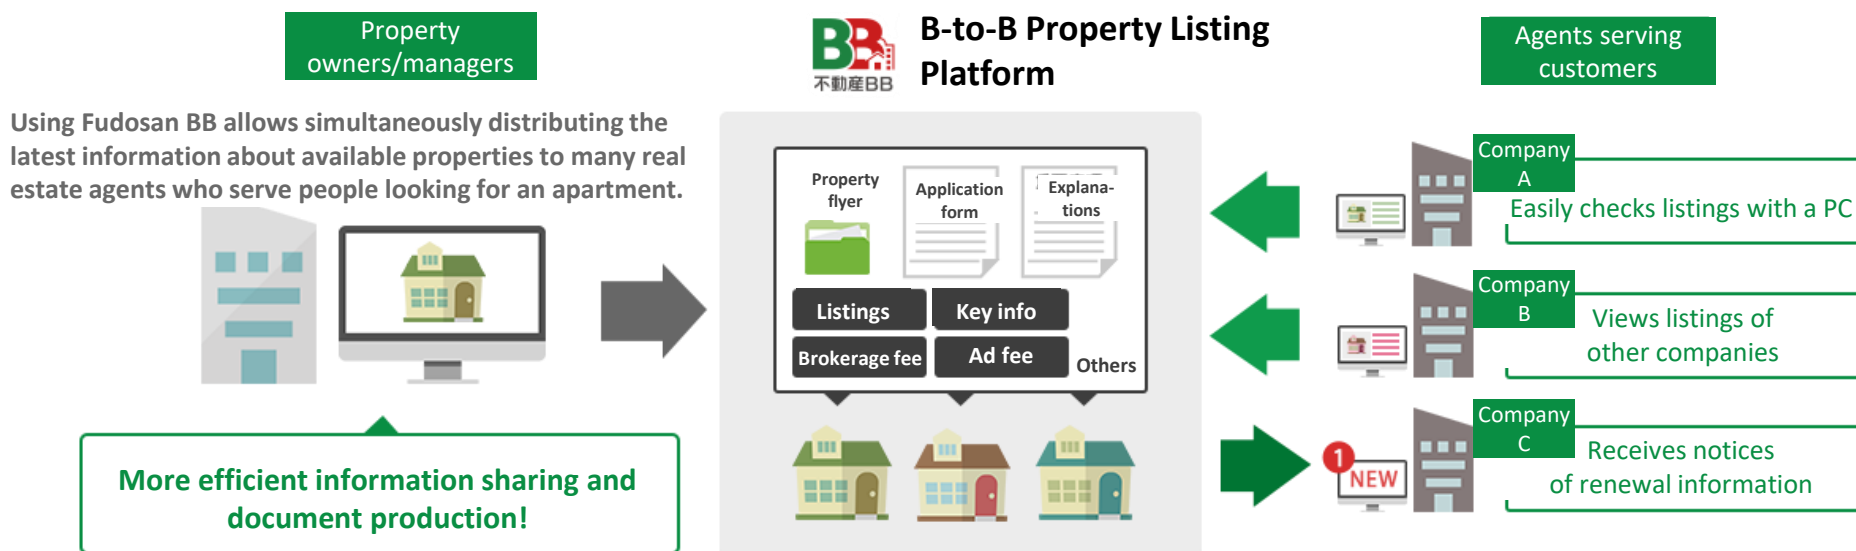 Property
owners/managers
Using Fudosan BB allows simultaneously distributing the
latest information about available properties to many real
estate agents who serve people looking for an apartment.
More efficient information sharing and
document production!
BB
不動産BB
B-to-B Property Listing
Platform
Property
flyer
Application
form
Explana-
tions
Listings
Key info
Brokerage fee
Ad fee
Others
Agents serving
customers
Company
A
Easily checks listings with a PC
Company
B
Views listings of
other companies
1
NEW
Company
C
Receives notices
of renewal information